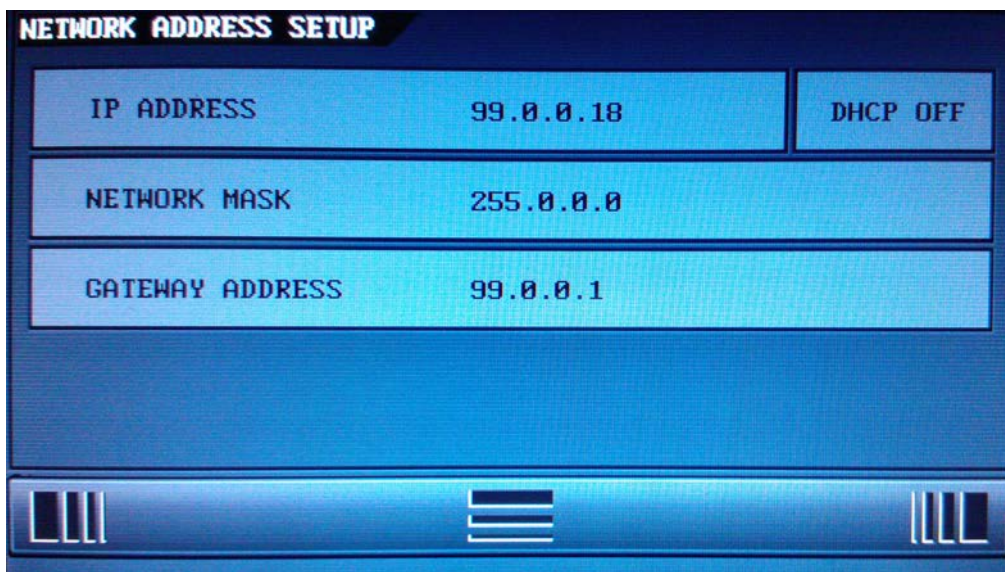 NETWORK ADDRESS SETUP
IP ADDRESS 99.0.0.18 DHCP OFF
NETWORK MASK 255.0.0.0
GATEWAY ADDRESS 99.0.0.1